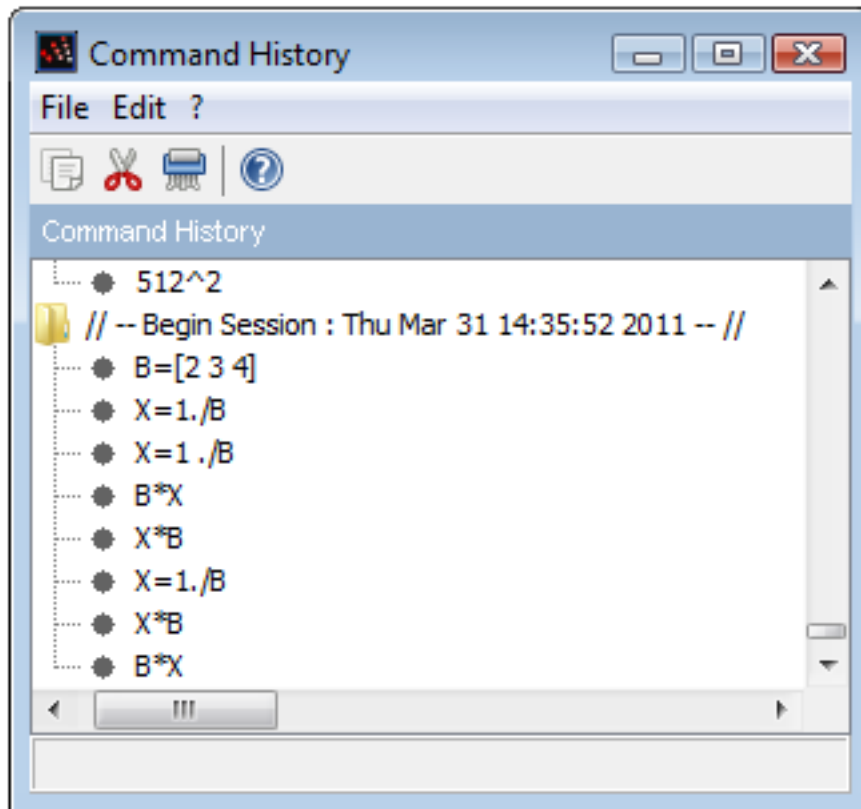 Command History
File Edit ?
Command History
512^2
// -- Begin Session : Thu Mar 31 14:35:52 2011 -- //
B=[2 3 4]
X=1./B
X=1 ./B
B*X
X*B
X=1./B
X*B
B*X